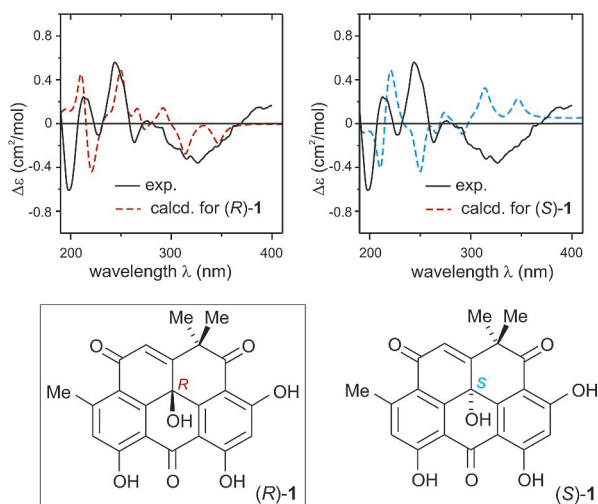 0.8
0.4
0
-0.4
-0.8
Δε (cm²/mol)
exp.
calcd. for (R)-1
200
300
400
wavelength λ (nm)
0.8
0.4
0
-0.4
-0.8
Δε (cm²/mol)
exp.
calcd. for (S)-1
200
300
400
wavelength λ (nm)
Me Me
O
O
R
Me
OH
OH
OH
O
OH
(R)-1
Me Me
O
O
S
Me
OH
OH
OH
O
OH
(S)-1